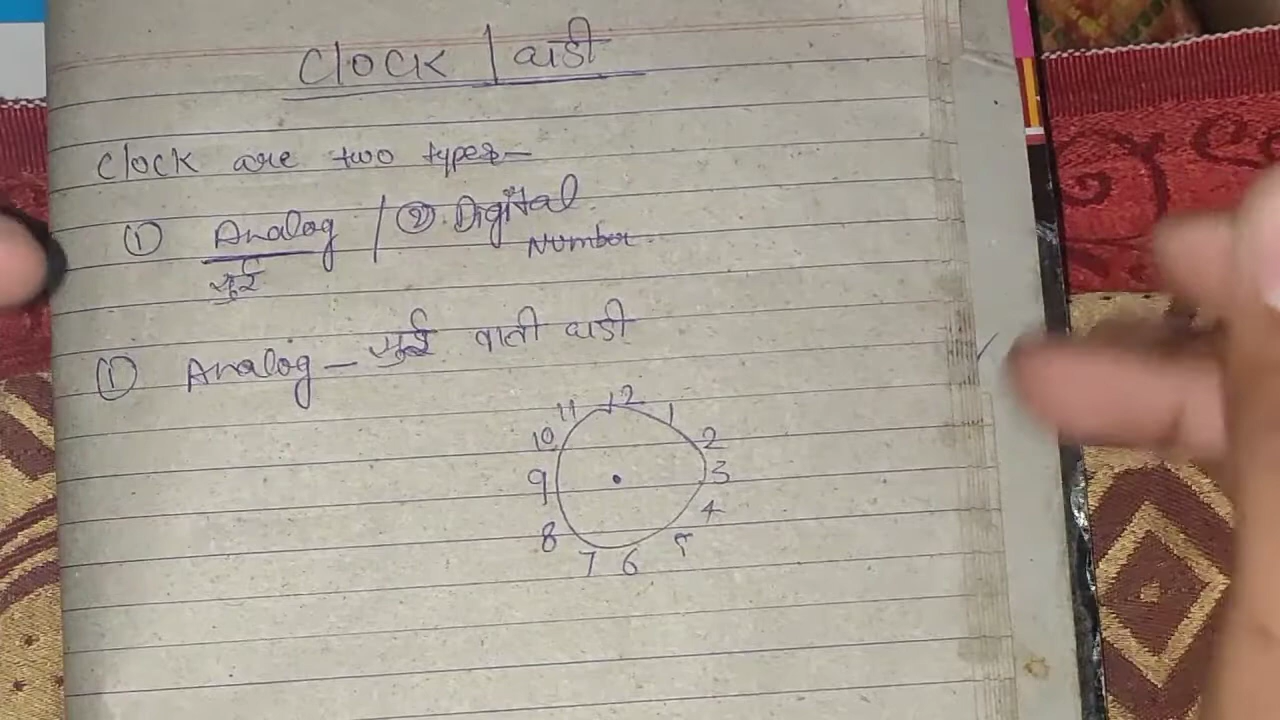 Clock | घडी
Clock are two types-
① Analog / ② Digital
सुई Number
① Analog - सुई वाली घडी
12
11 1
10 2
9 3
8 4
7 6 5